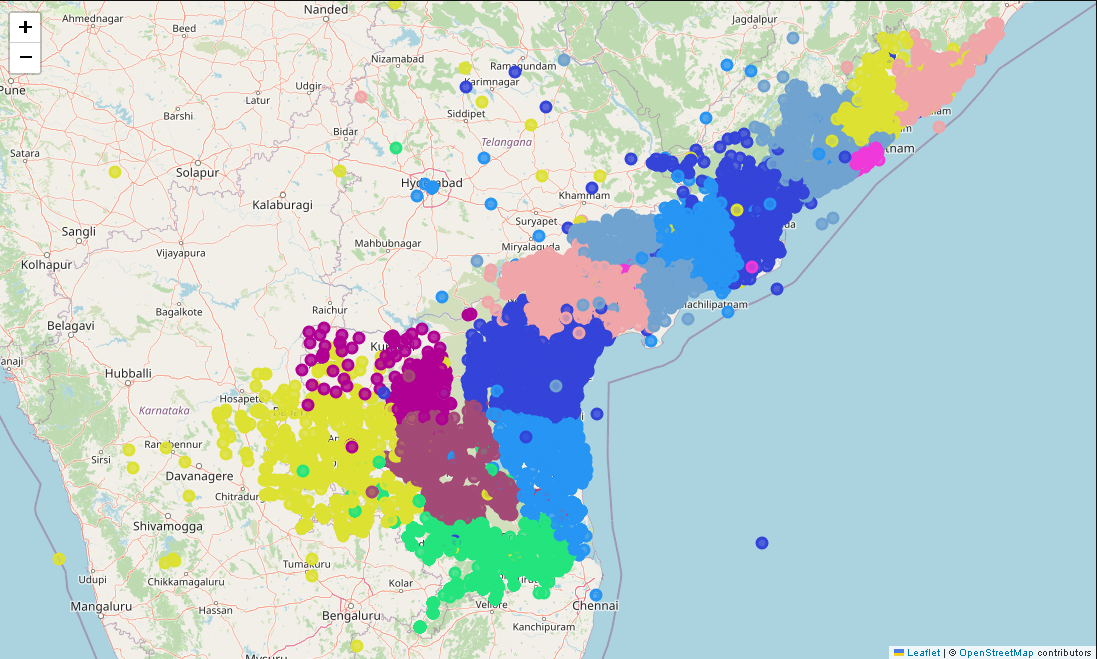 Nanded
Ahmednagar
Jagdalpur
Beed
+
−
Nizamabad
Ramagundam
Karimnagar
Pune
Udgir
Latur
Siddipet
Barshi
Bidar
Telangana
Satara
Solapur
Hyderabad
Khammam
Kalaburagi
Suryapet
Sangli
Miryalaguda
Mahbubnagar
Vijayapura
Kolhapur
Raichur
Bagalkote
Belagavi
Hubballi
Hosapete
Karnataka
Ranebennur
Sirsi
Davanagere
Chitradurg
Shivamogga
Tumakuru
Udupi
Chikkamagaluru
Kolar
Mangaluru
Hassan
Vellore
Chennai
Bengaluru
Kanchipuram
Mysuru
Leaflet | © OpenStreetMap contributors